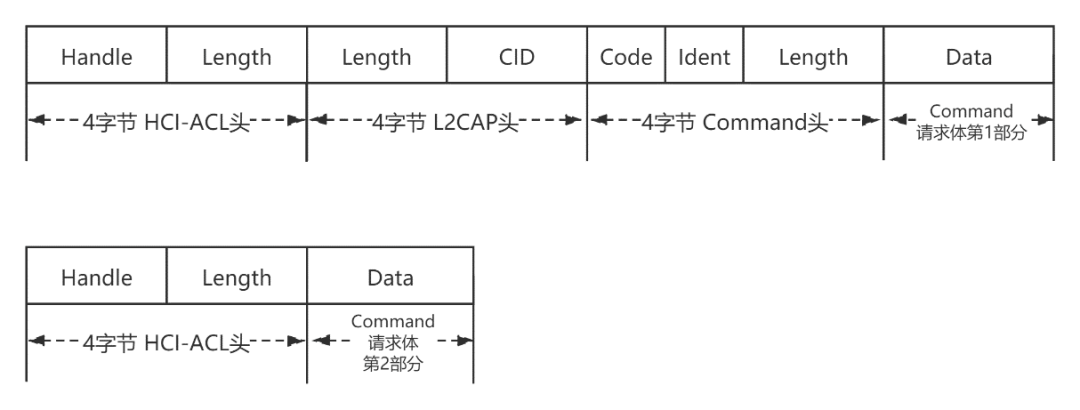 Handle Length Length CID Code Ident Length Data
4字节 HCI-ACL头 4字节 L2CAP头 4字节 Command头 Command
请求体第1部分
Handle Length Data
4字节 HCI-ACL头 Command
请求体
第2部分